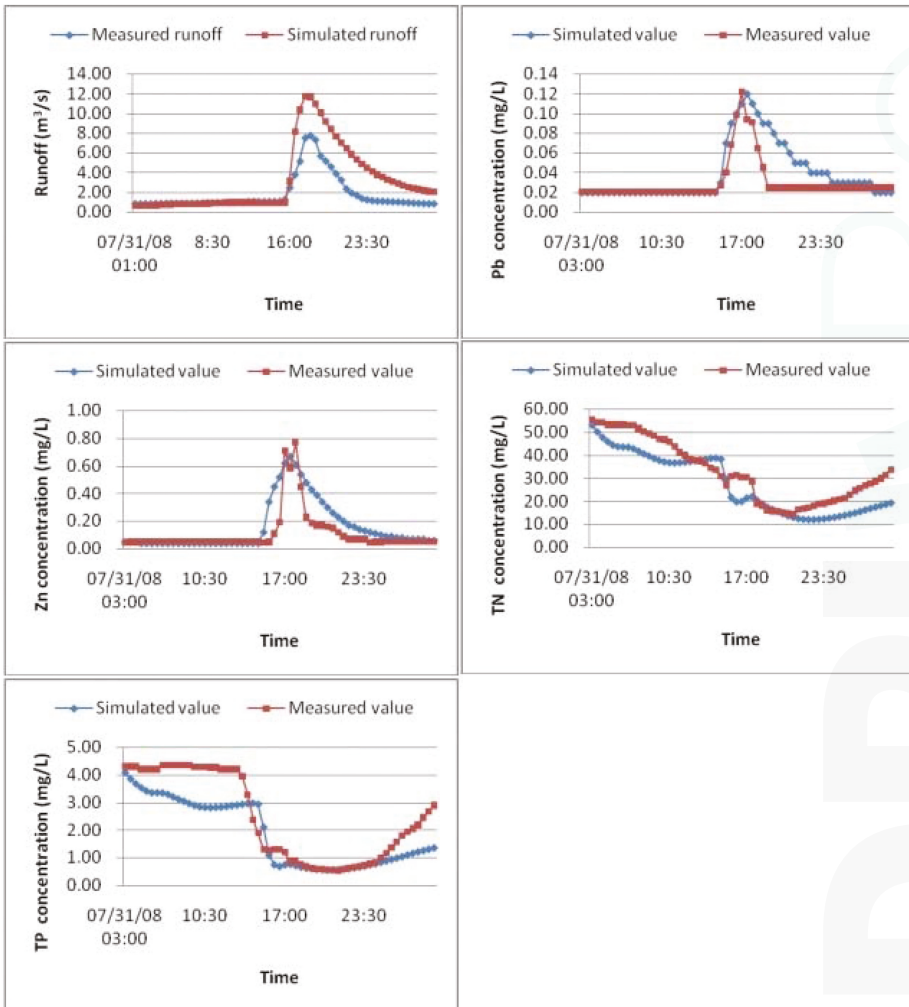 Measured runoff
Simulated runoff
Runoff (m³/s)
14.00
12.00
10.00
8.00
6.00
4.00
2.00
0.00
07/31/08 01:00
8:30
16:00
23:30
Time
Simulated value
Measured value
Pb concentration (mg/L)
0.14
0.12
0.10
0.08
0.06
0.04
0.02
0.00
07/31/08 03:00
10:30
17:00
23:30
Time
Simulated value
Measured value
Zn concentration (mg/L)
1.00
0.80
0.60
0.40
0.20
0.00
07/31/08 03:00
10:30
17:00
23:30
Time
Simulated value
Measured value
TN concentration (mg/L)
60.00
50.00
40.00
30.00
20.00
10.00
0.00
07/31/08 03:00
10:30
17:00
23:30
Time
Simulated value
Measured value
TP concentration (mg/L)
5.00
4.00
3.00
2.00
1.00
0.00
07/31/08 03:00
10:30
17:00
23:30
Time